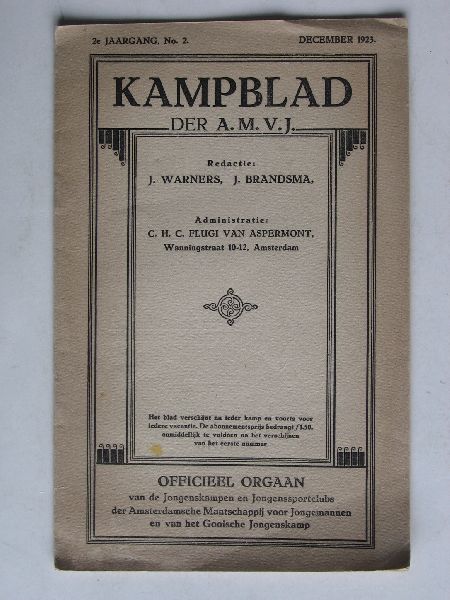 2e JAARGANG, No. 2.
DECEMBER 1923.
KAMPBLAD
DER A. M. V. J.
Redactie:
J. WARNERS, J. BRANDSMA,
Administratie:
C. H. C. FLUGI VAN ASPERMONT,
Wanningstraat 10-12, Amsterdam
Het blad verschijnt na ieder kamp en voorts voor
iedere vacantie. De abonnementsprijs bedraagt f 1.50,
onmiddellijk te voldoen na het verschijnen
van het eerste nummer
OFFICIEEL ORGAAN
van de Jongenskampen en Jongenssportclubs
der Amsterdamsche Maatschappij voor Jongemannen
en van het Gooische Jongenskamp